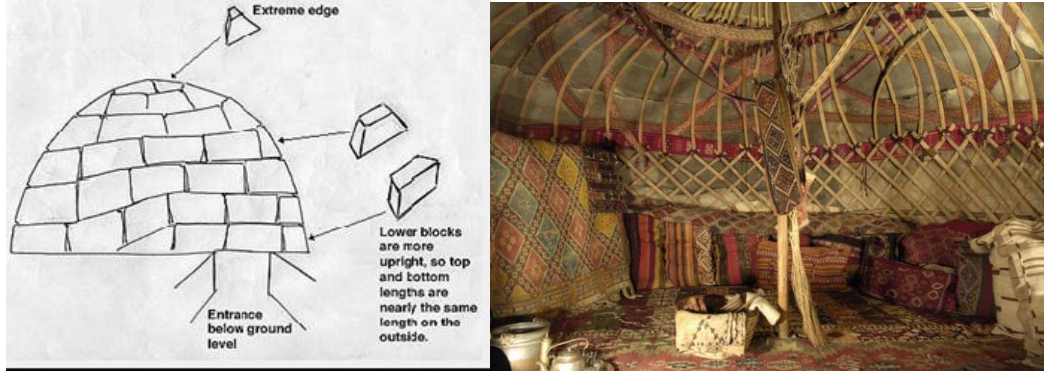 Extreme edge
Lower blocks
are more
upright, so top
and bottom
lengths are
nearly the same
length on the
outside.
Entrance
below ground
level